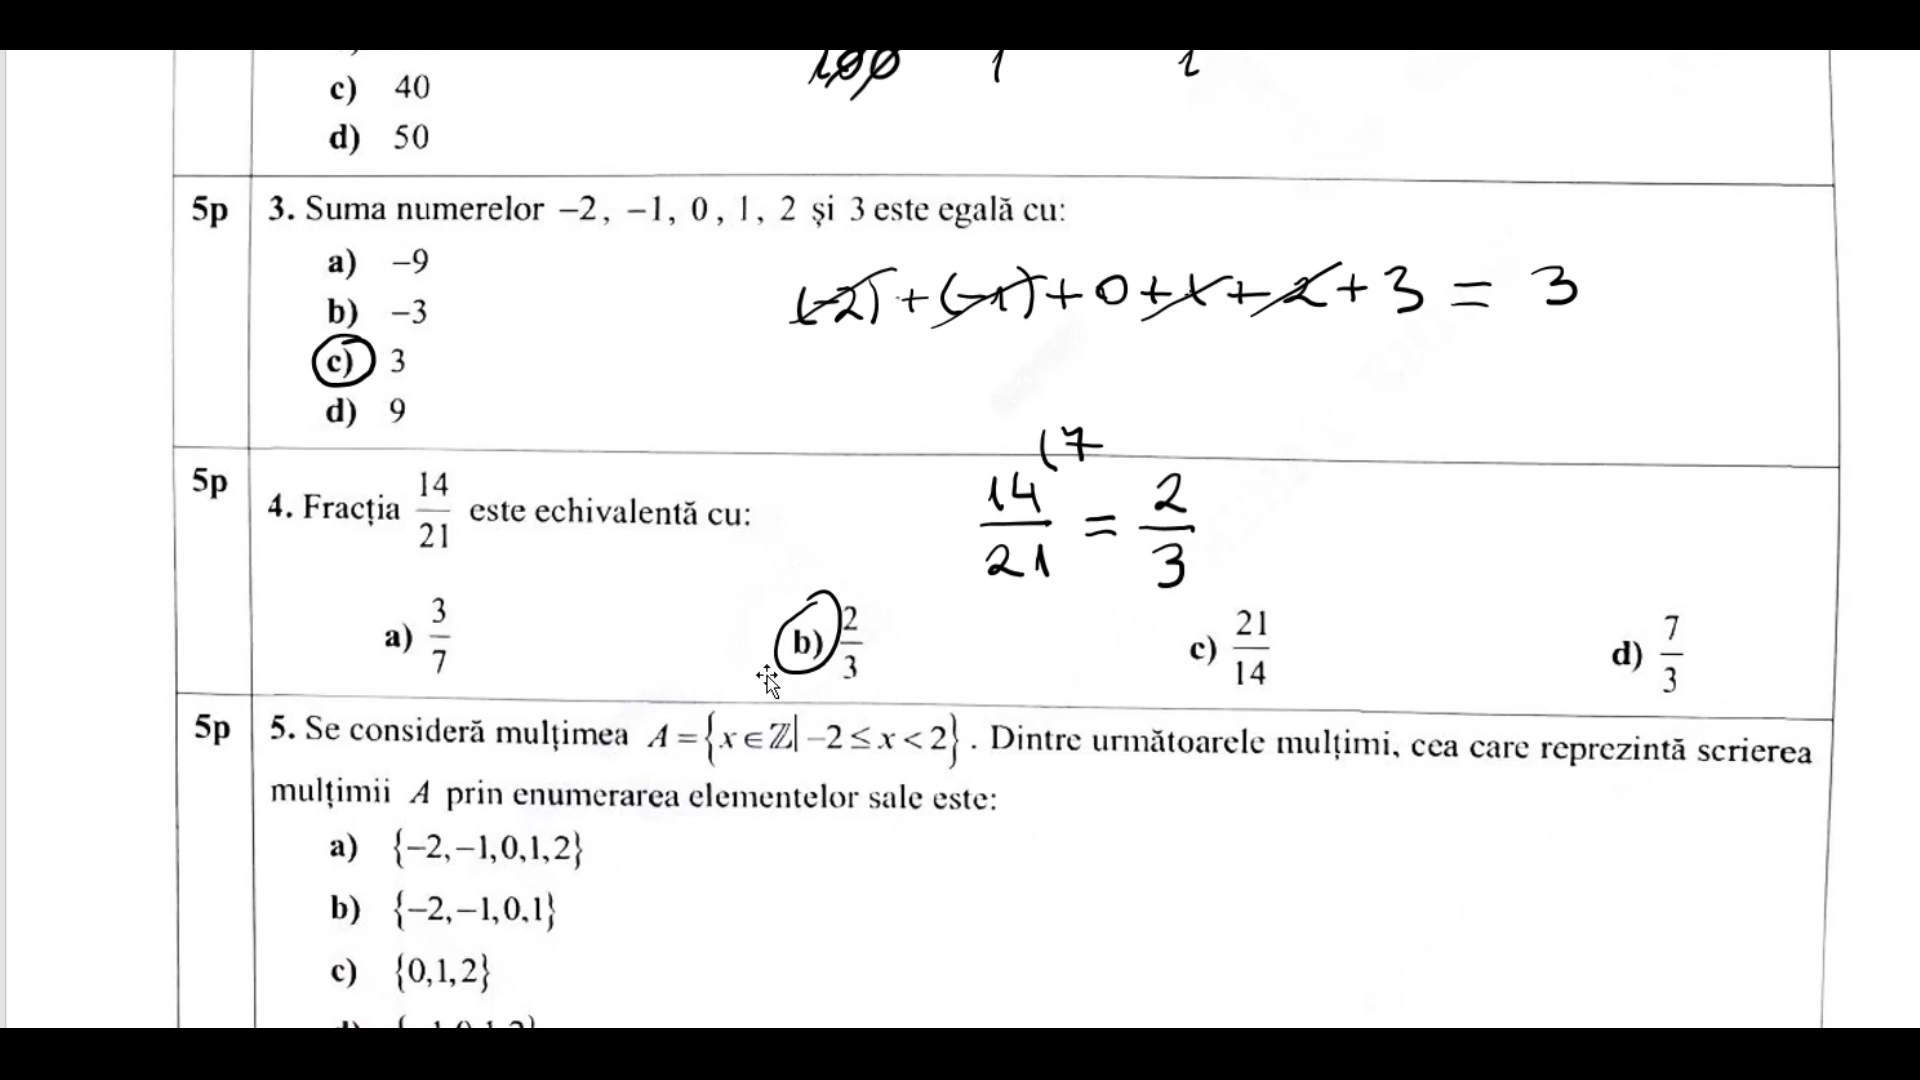 100 1 2
c) 40
d) 50
5p 3. Suma numerelor −2, −1, 0, 1, 2 și 3 este egală cu:
a) −9
b) −3
c) 3
d) 9
(-2)+(-1)+0+1+2+3 = 3
5p 4. Fracția 14/21 este echivalentă cu:
14/21 (7 = 2/3
a) 3/7 b) 2/3 c) 21/14 d) 7/3
5p 5. Se consideră mulțimea A = {x∈ℤ| −2 ≤ x < 2}. Dintre următoarele mulțimi, cea care reprezintă scrierea
mulțimii A prin enumerarea elementelor sale este:
a) {−2,−1,0,1,2}
b) {−2,−1,0,1}
c) {0,1,2}